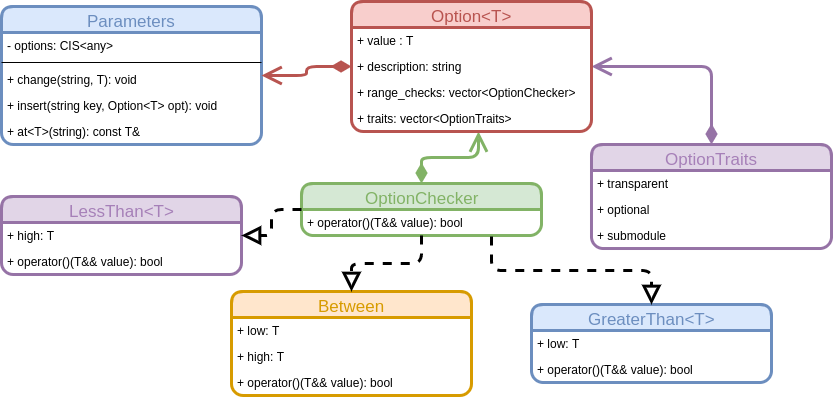 Parameters
- options: CIS<any>
+ change(string, T): void
+ insert(string key, Option<T> opt): void
+ at<T>(string): const T&
Option<T>
+ value : T
+ description: string
+ range_checks: vector<OptionChecker>
+ traits: vector<OptionTraits>
OptionTraits
+ transparent
+ optional
+ submodule
OptionChecker
+ operator()(T&& value): bool
LessThan<T>
+ high: T
+ operator()(T&& value): bool
Between
+ low: T
+ high: T
+ operator()(T&& value): bool
GreaterThan<T>
+ low: T
+ operator()(T&& value): bool